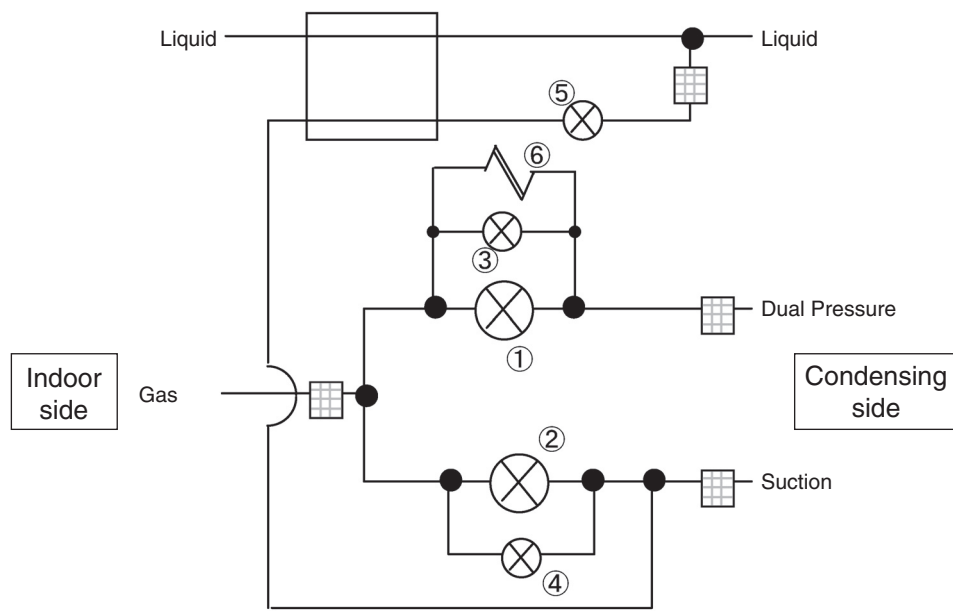 Liquid
Liquid
⑤
⑥
③
Dual Pressure
①
Indoor
side
Gas
Condensing
side
②
Suction
④